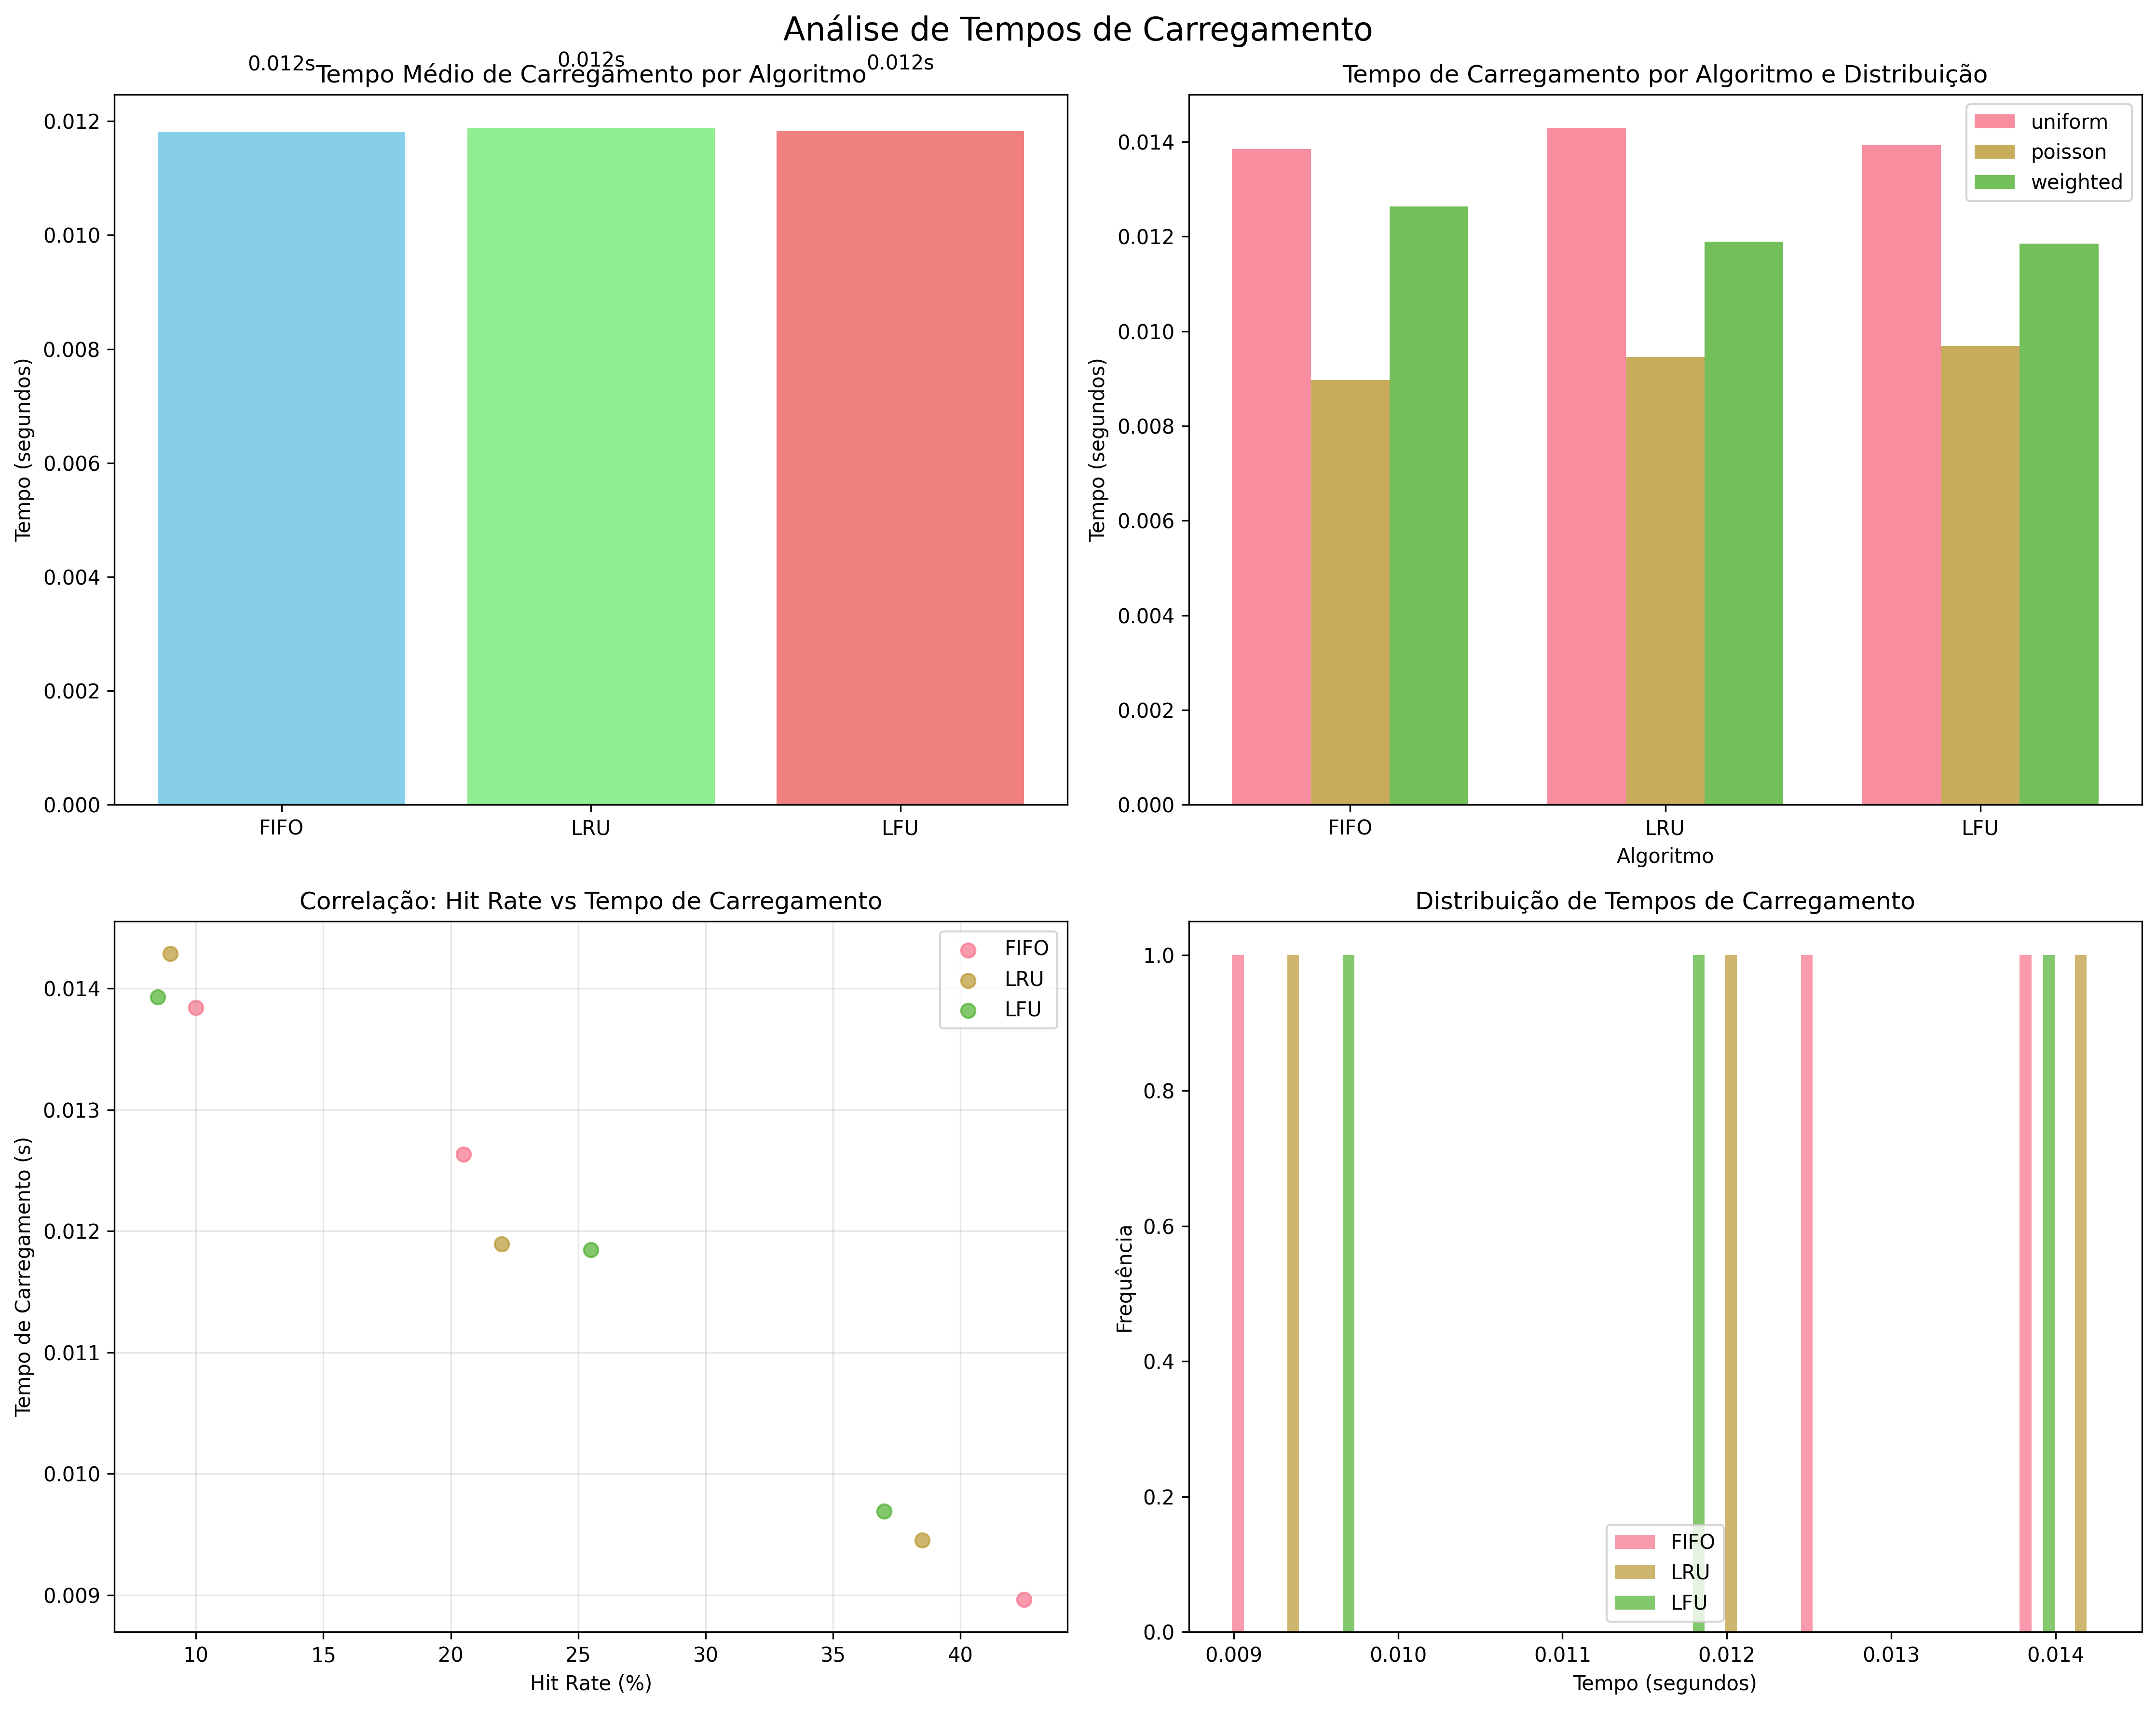 Análise de Tempos de Carregamento
0.012s
0.012s
0.012s
Tempo Médio de Carregamento por Algoritmo
Tempo (segundos)
0.012
0.010
0.008
0.006
0.004
0.002
0.000
FIFO
LRU
LFU
Tempo de Carregamento por Algoritmo e Distribuição
uniform
poisson
weighted
Tempo (segundos)
0.014
0.012
0.010
0.008
0.006
0.004
0.002
0.000
FIFO
LRU
LFU
Algoritmo
Correlação: Hit Rate vs Tempo de Carregamento
FIFO
LRU
LFU
Tempo de Carregamento (s)
0.014
0.013
0.012
0.011
0.010
0.009
10
15
20
25
30
35
40
Hit Rate (%)
Distribuição de Tempos de Carregamento
Frequência
1.0
0.8
0.6
0.4
0.2
0.0
FIFO
LRU
LFU
0.009
0.010
0.011
0.012
0.013
0.014
Tempo (segundos)